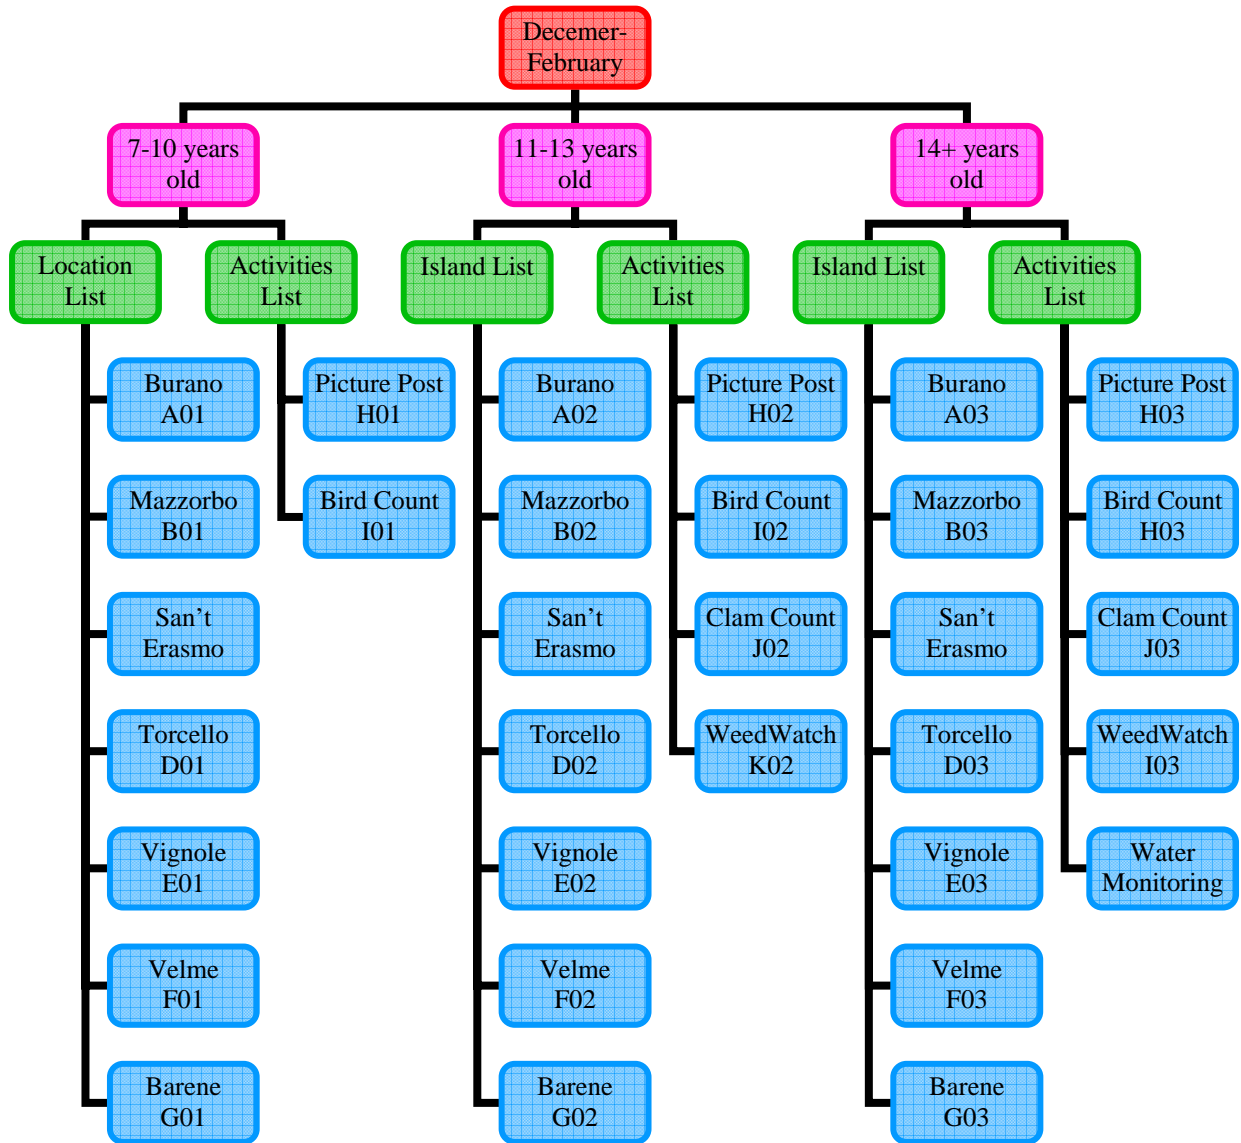 Decemer-
February
7-10 years
old
11-13 years
old
14+ years
old
Location
List
Activities
List
Island List
Activities
List
Island List
Activities
List
Burano
A01
Mazzorbo
B01
San't
Erasmo
Torcello
D01
Vignole
E01
Velme
F01
Barene
G01
Picture Post
H01
Bird Count
I01
Burano
A02
Mazzorbo
B02
San't
Erasmo
Torcello
D02
Vignole
E02
Velme
F02
Barene
G02
Picture Post
H02
Bird Count
I02
Clam Count
J02
WeedWatch
K02
Burano
A03
Mazzorbo
B03
San't
Erasmo
Torcello
D03
Vignole
E03
Velme
F03
Barene
G03
Picture Post
H03
Bird Count
H03
Clam Count
J03
WeedWatch
I03
Water
Monitoring